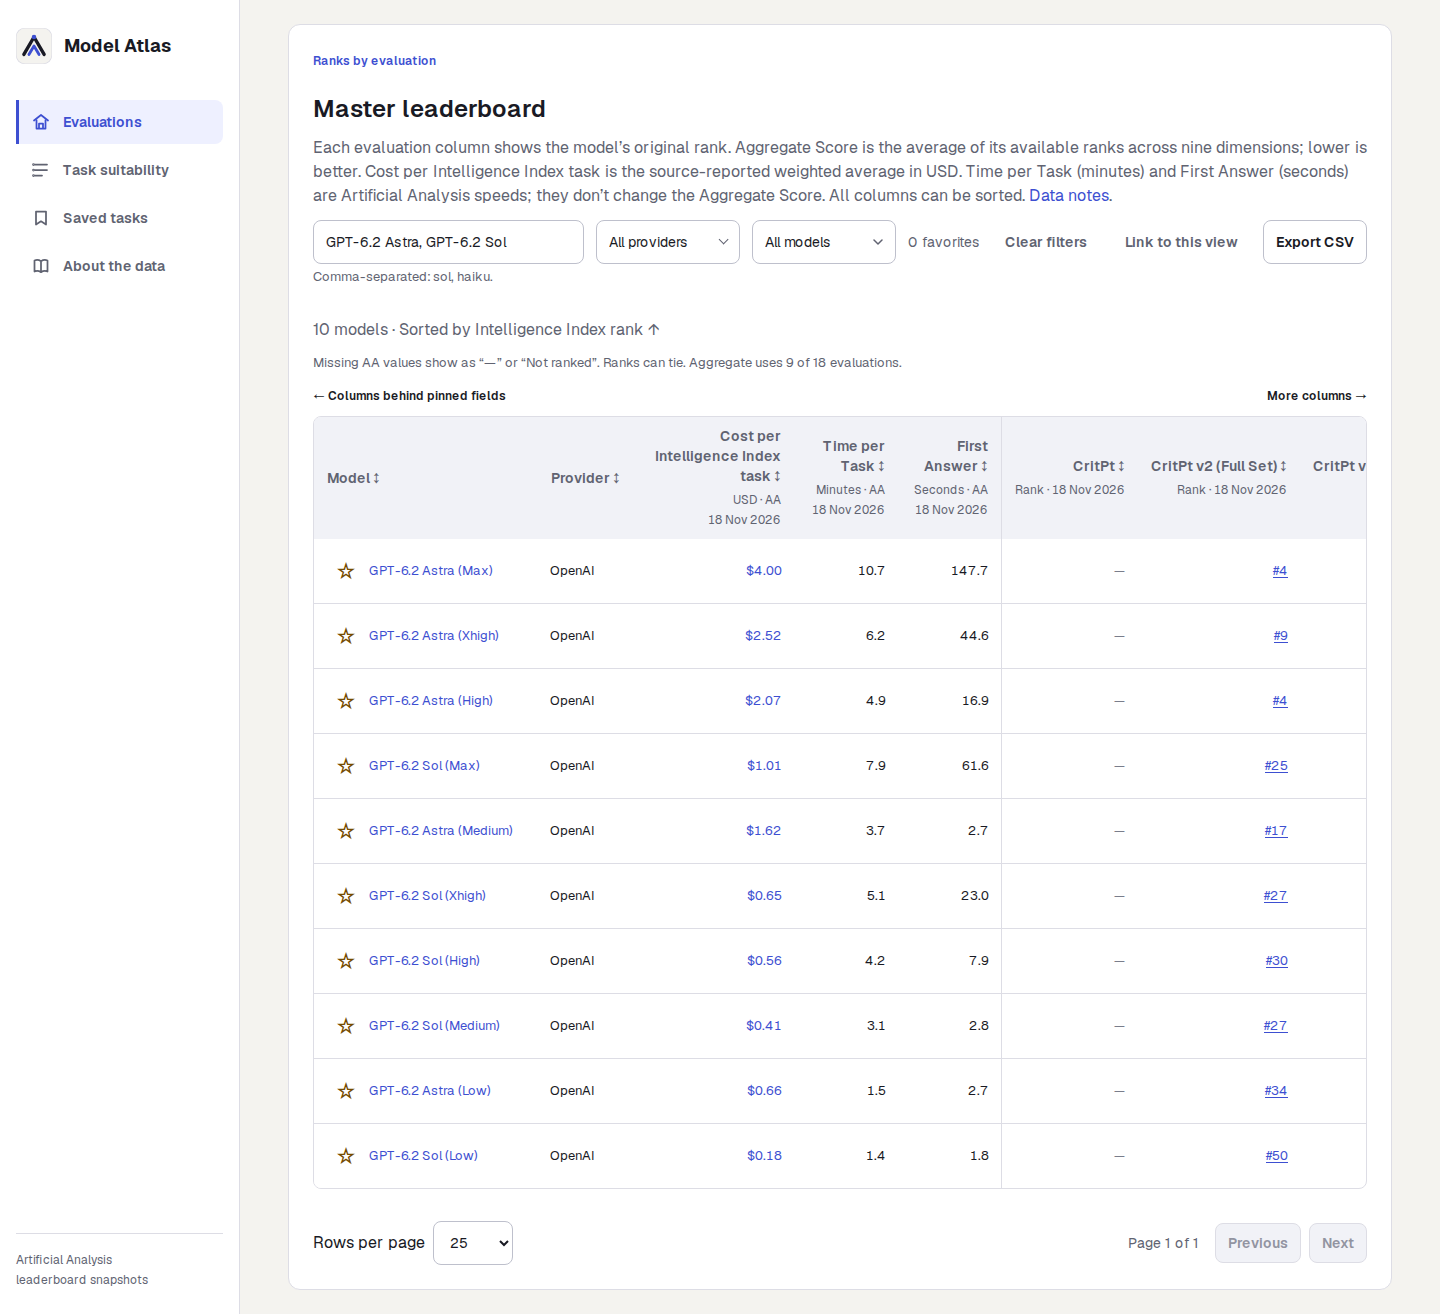 Model Atlas
Evaluations
Task suitability
Saved tasks
About the data
Artificial Analysis
leaderboard snapshots
Ranks by evaluation
Master leaderboard
Each evaluation column shows the model’s original rank. Aggregate Score is the average of its available ranks across nine dimensions; lower is
better. Cost per Intelligence Index task is the source-reported weighted average in USD. Time per Task (minutes) and First Answer (seconds)
are Artificial Analysis speeds; they don’t change the Aggregate Score. All columns can be sorted. Data notes.
GPT-6.2 Astra, GPT-6.2 Sol All providers All models 0 favorites Clear filters Link to this view Export CSV
Comma-separated: sol, haiku.
10 models · Sorted by Intelligence Index rank ↑
Missing AA values show as “—” or “Not ranked”. Ranks can tie. Aggregate uses 9 of 18 evaluations.
← Columns behind pinned fields More columns →
Model ↕ Provider ↕ Cost per Intelligence Index task ↕ USD · AA 18 Nov 2026 Time per Task ↕ Minutes · AA 18 Nov 2026 First Answer ↕ Seconds · AA 18 Nov 2026 CritPt ↕ Rank · 18 Nov 2026 CritPt v2 (Full Set) ↕ Rank · 18 Nov 2026 CritPt v
☆ GPT-6.2 Astra (Max) OpenAI $4.00 10.7 147.7 — #4
☆ GPT-6.2 Astra (Xhigh) OpenAI $2.52 6.2 44.6 — #9
☆ GPT-6.2 Astra (High) OpenAI $2.07 4.9 16.9 — #4
☆ GPT-6.2 Sol (Max) OpenAI $1.01 7.9 61.6 — #25
☆ GPT-6.2 Astra (Medium) OpenAI $1.62 3.7 2.7 — #17
☆ GPT-6.2 Sol (Xhigh) OpenAI $0.65 5.1 23.0 — #27
☆ GPT-6.2 Sol (High) OpenAI $0.56 4.2 7.9 — #30
☆ GPT-6.2 Sol (Medium) OpenAI $0.41 3.1 2.8 — #27
☆ GPT-6.2 Astra (Low) OpenAI $0.66 1.5 2.7 — #34
☆ GPT-6.2 Sol (Low) OpenAI $0.18 1.4 1.8 — #50
Rows per page 25 Page 1 of 1 Previous Next